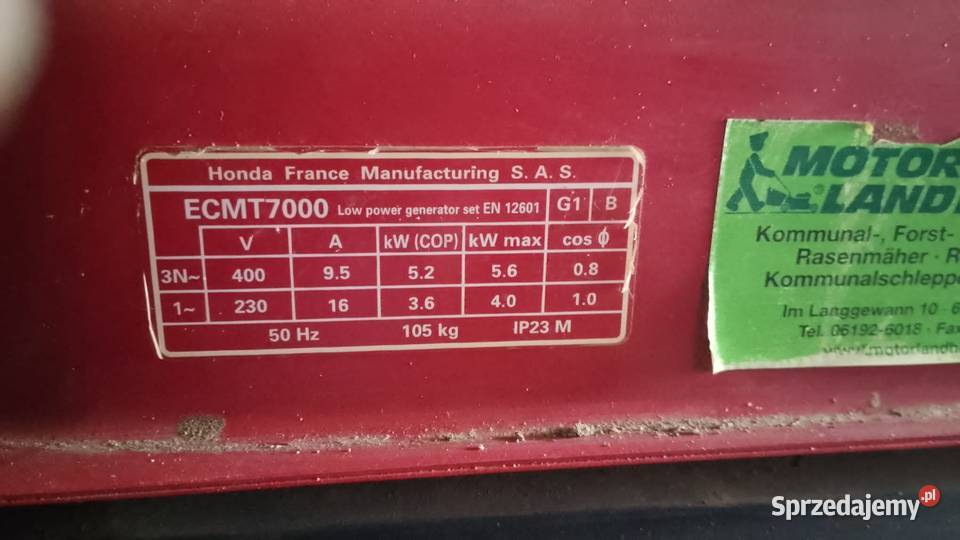 Honda France Manufacturing S. A. S.
ECMT7000 Low power generator set EN 12601 G1 B
V A kW (COP) kW max cos ϕ
3N~ 400 9.5 5.2 5.6 0.8
1~ 230 16 3.6 4.0 1.0
50 Hz 105 kg IP23 M
MOTOR
LAND
Kommunal-, Forst-
Rasenmäher ·
Kommunalschleppe
Im Langgewann 10 ·
Tel. 06192-6018 · Fax
Sprzedajemy.pl